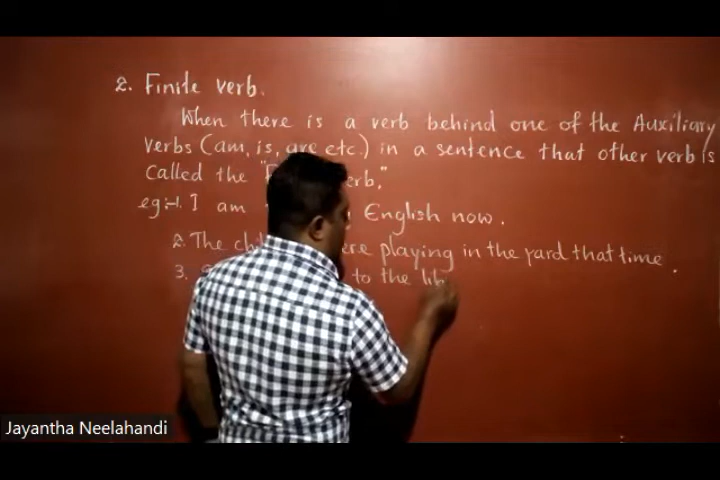 2. Finite verb.
When there is a verb behind one of the Auxiliary
verbs (am, is, are etc.) in a sentence that other verb is
called the "
eg:-1. I am English now.
2. The playing in the yard that time.
3. to the lib
Jayantha Neelahandi